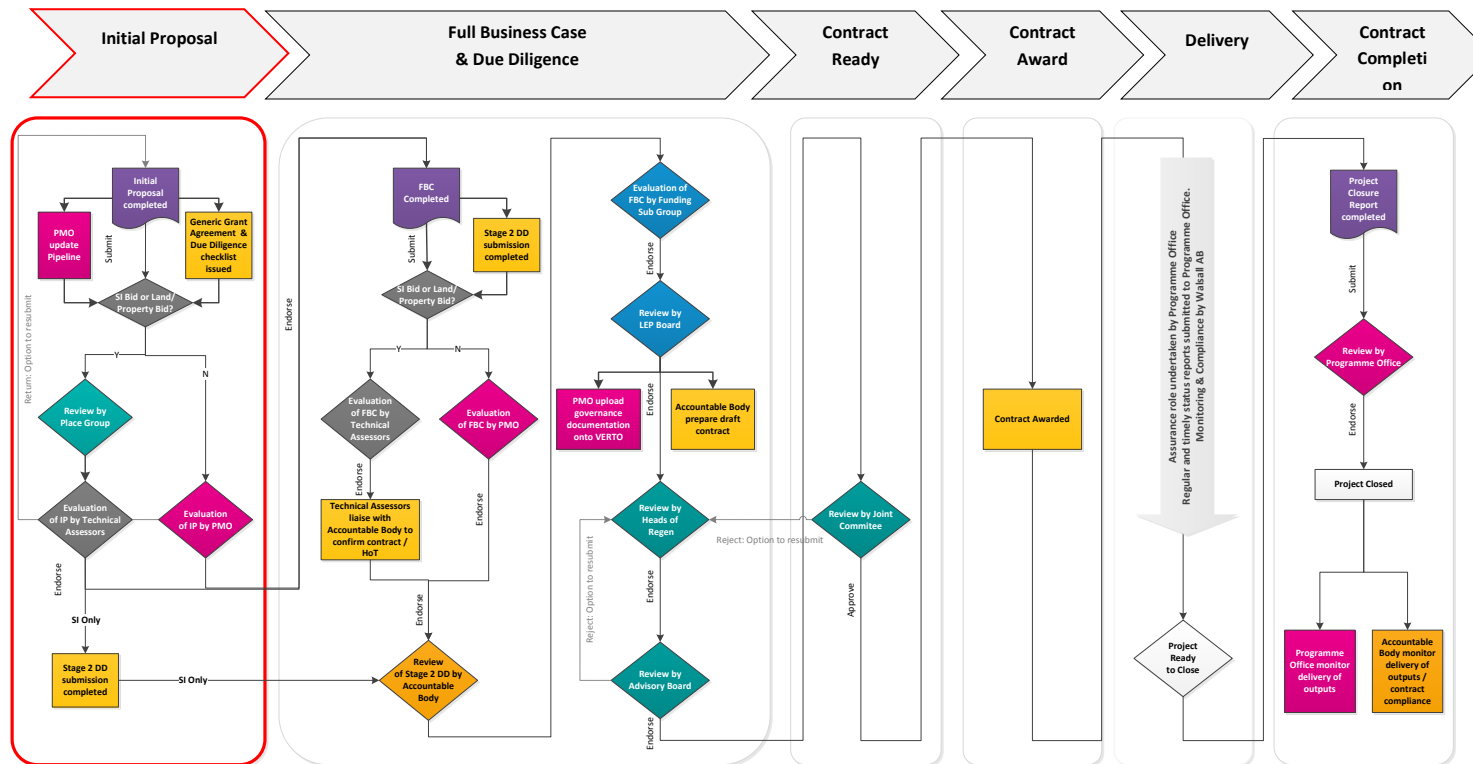 Initial Proposal
Full Business Case
& Due Diligence
Contract
Ready
Contract
Award
Delivery
Contract
Completi
on
Initial
Proposal
completed
PMO
update
Pipeline
Submit
Generic Grant
Agreement &
Due Diligence
checklist
issued
SI Bid or Land/
Property Bid?
Y
N
Return: Option to resubmit
Review by
Place Group
Evaluation
of IP by Technical
Assessors
Evaluation
of IP by PMO
Endorse
SI Only
Stage 2 DD
submission
completed
SI Only
Endorse
FBC
Completed
Submit
Stage 2 DD
submission
completed
SI Bid or Land/
Property Bid?
Y
N
Evaluation
of FBC by
Technical
Assessors
Evaluation
of FBC by PMO
Endorse
Endorse
Technical Assessors
liaise with
Accountable Body to
confirm contract /
HoT
Endorse
Review
of Stage 2 DD by
Accountable
Body
Evaluation of
FBC by Funding
Sub Group
Endorse
Review by
LEP Board
PMO upload
governance
documentation
onto VERTO
Endorse
Accountable Body
prepare draft
contract
Review by
Heads of
Regen
Reject: Option to resubmit
Endorse
Review by
Advisory Board
Endorse
Review by Joint
Commitee
Reject: Option to resubmit
Approve
Contract Awarded
Assurance role undertaken by Programme Office
Regular and timely status reports submitted to Programme Office.
Monitoring & Compliance by Walsall AB
Project
Ready
to Close
Project
Closure
Report
completed
Submit
Review by
Programme Office
Endorse
Project Closed
Programme
Office monitor
delivery of
outputs
Accountable
Body monitor
delivery of
outputs /
contract
compliance